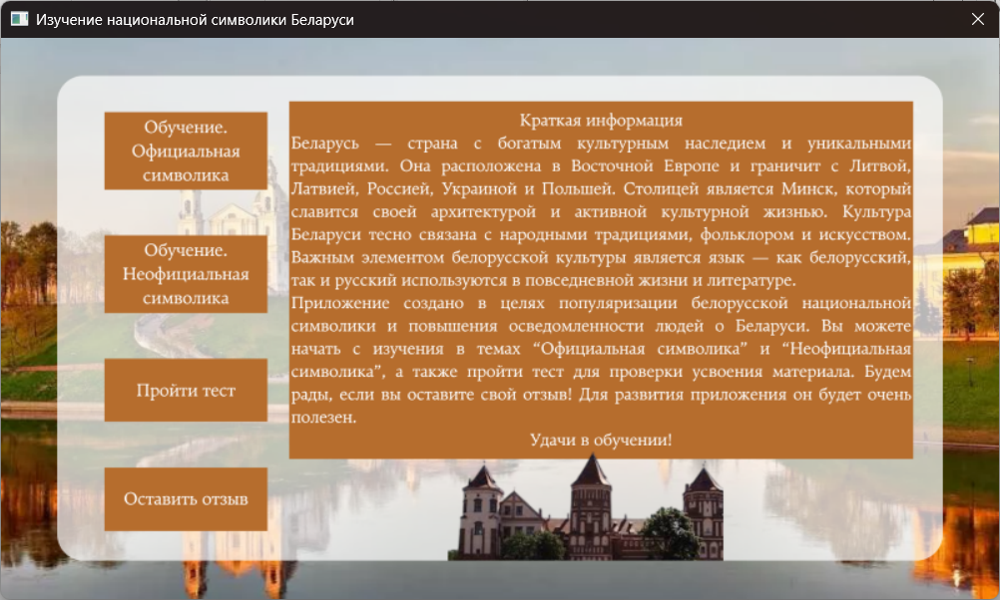 Изучение национальной символики Беларуси
Обучение.
Официальная
символика
Обучение.
Неофициальная
символика
Пройти тест
Оставить отзыв
Краткая информация
Беларусь — страна с богатым культурным наследием и уникальными
традициями. Она расположена в Восточной Европе и граничит с Литвой,
Латвией, Россией, Украиной и Польшей. Столицей является Минск, который
славится своей архитектурой и активной культурной жизнью. Культура
Беларуси тесно связана с народными традициями, фольклором и искусством.
Важным элементом белорусской культуры является язык — как белорусский,
так и русский используются в повседневной жизни и литературе.
Приложение создано в целях популяризации белорусской национальной
символики и повышения осведомленности людей о Беларуси. Вы можете
начать с изучения в темах “Официальная символика” и “Неофициальная
символика”, а также пройти тест для проверки усвоения материала. Будем
рады, если вы оставите свой отзыв! Для развития приложения он будет очень
полезен.
Удачи в обучении!